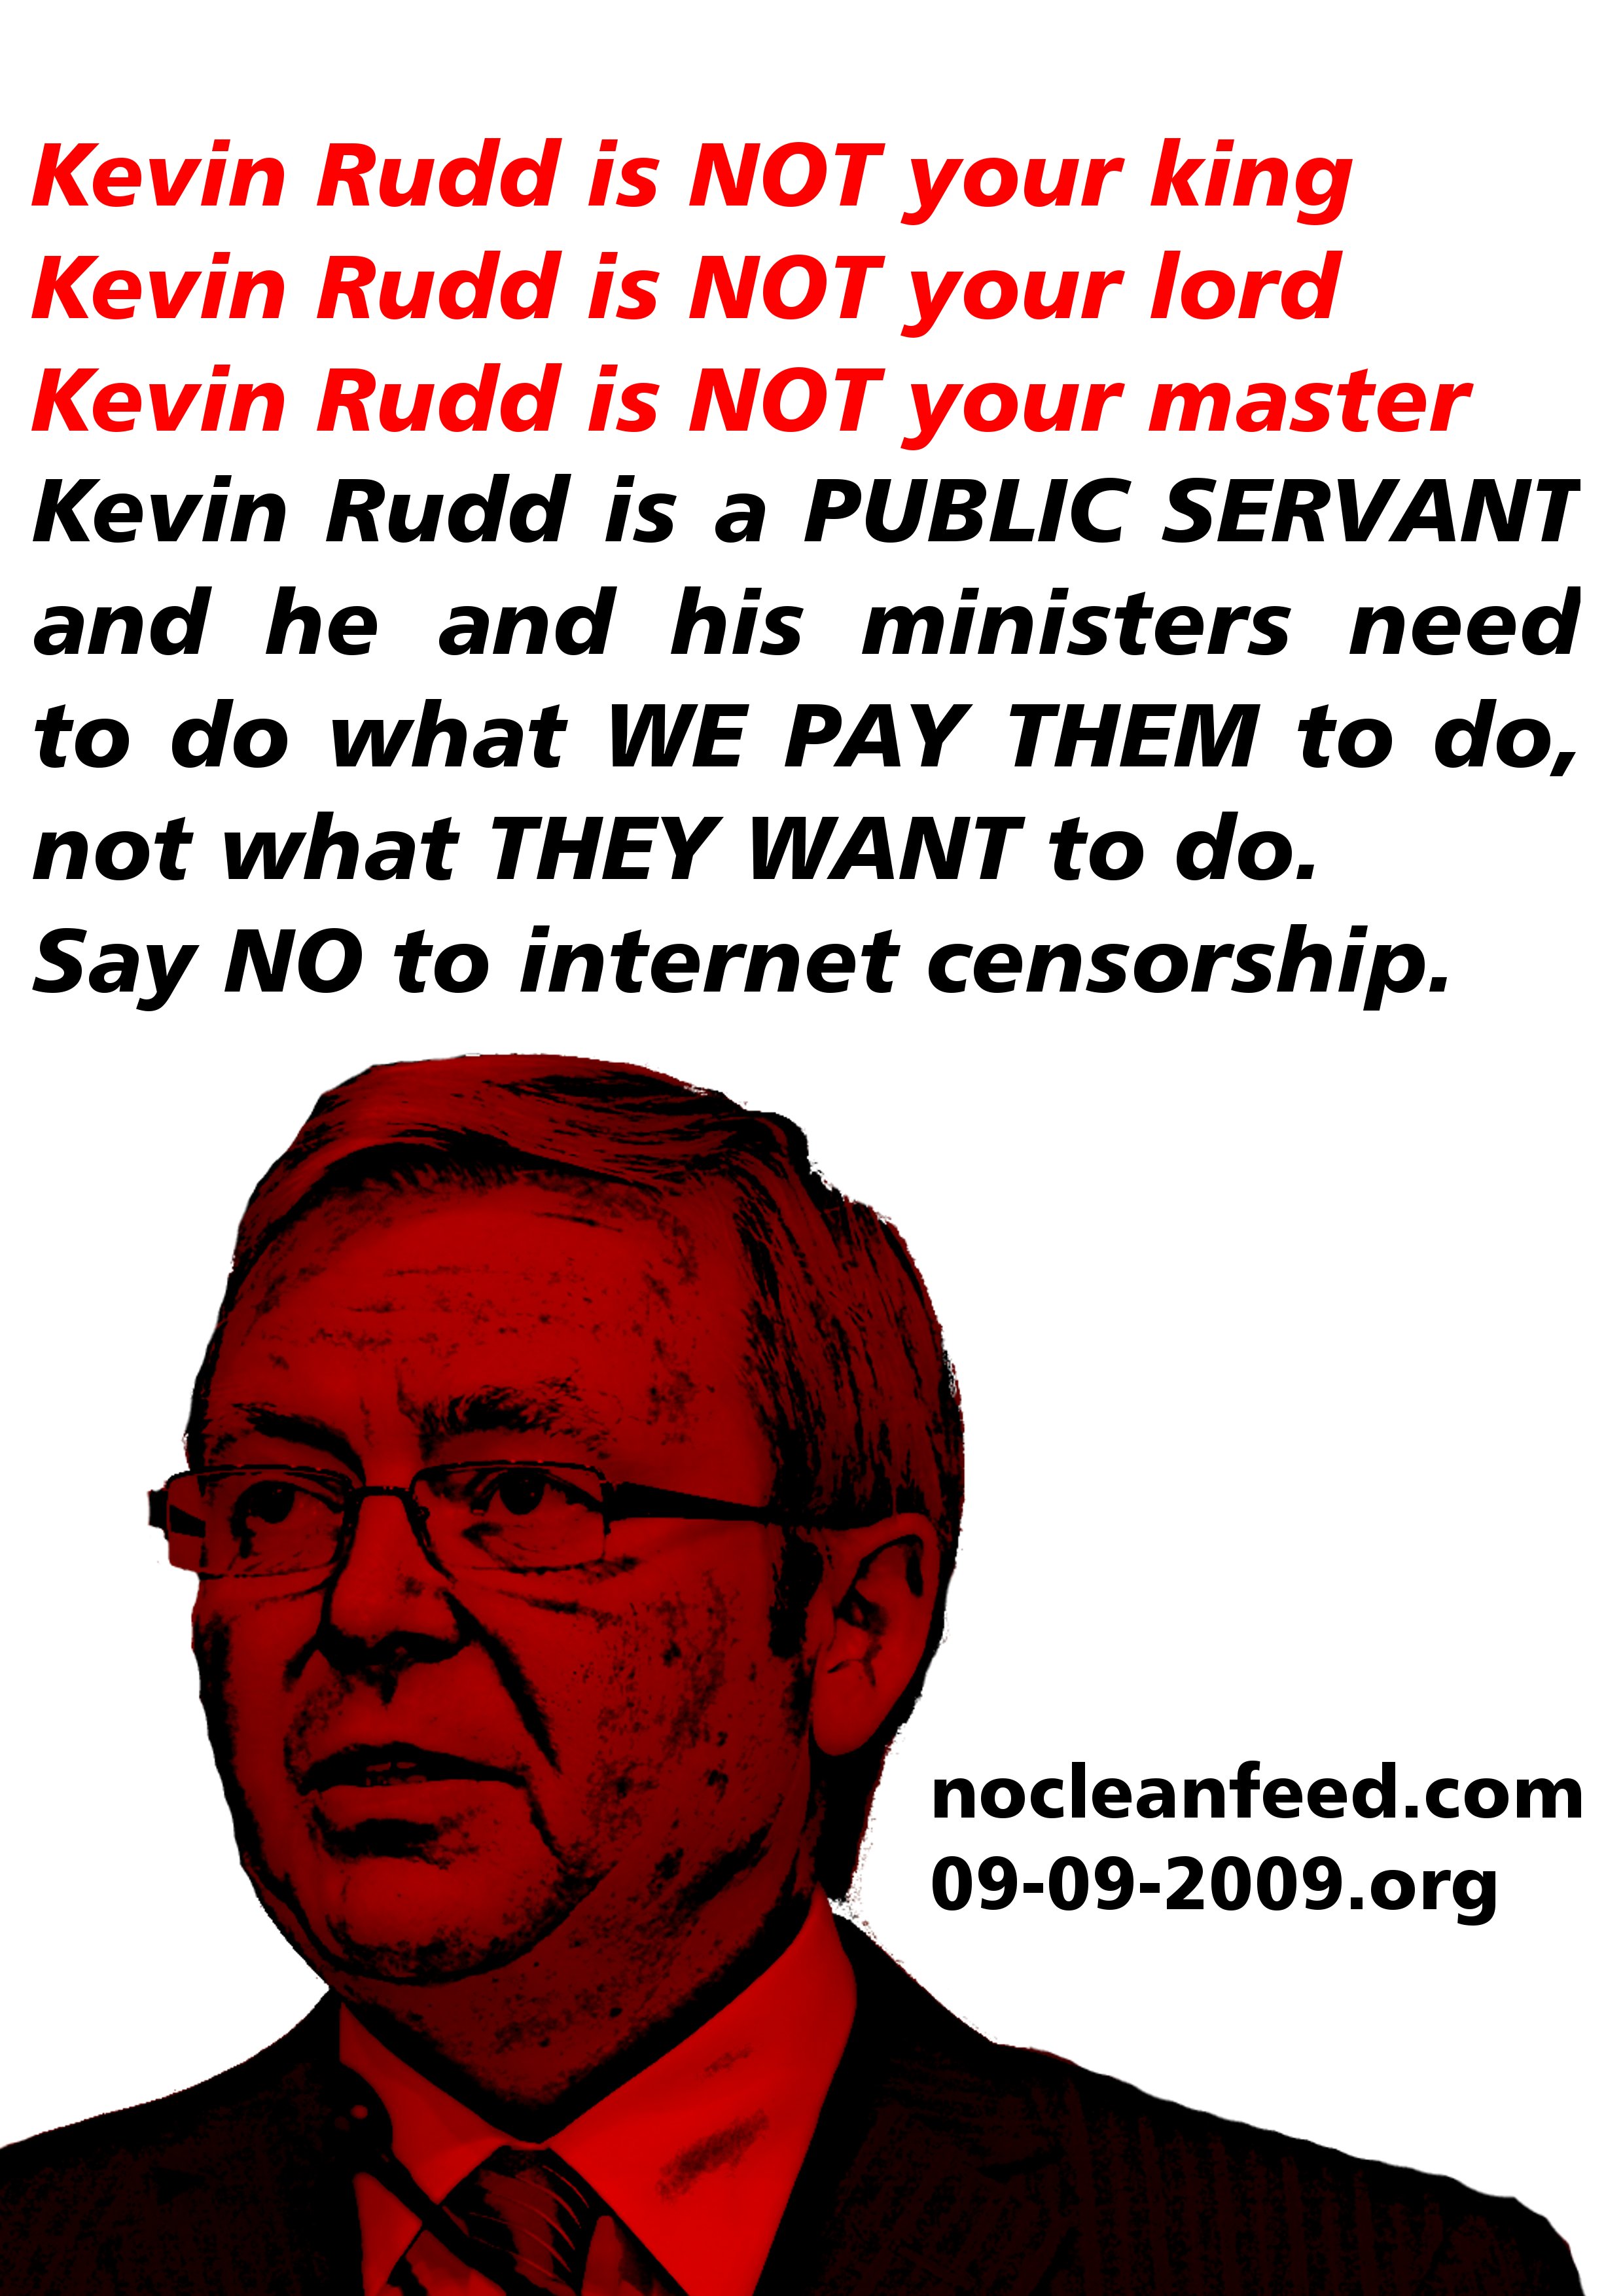 Kevin Rudd is NOT your king
Kevin Rudd is NOT your lord
Kevin Rudd is NOT your master
Kevin Rudd is a PUBLIC SERVANT
and he and his ministers need
to do what WE PAY THEM to do,
not what THEY WANT to do.
Say NO to internet censorship.
nocleanfeed.com
09-09-2009.org